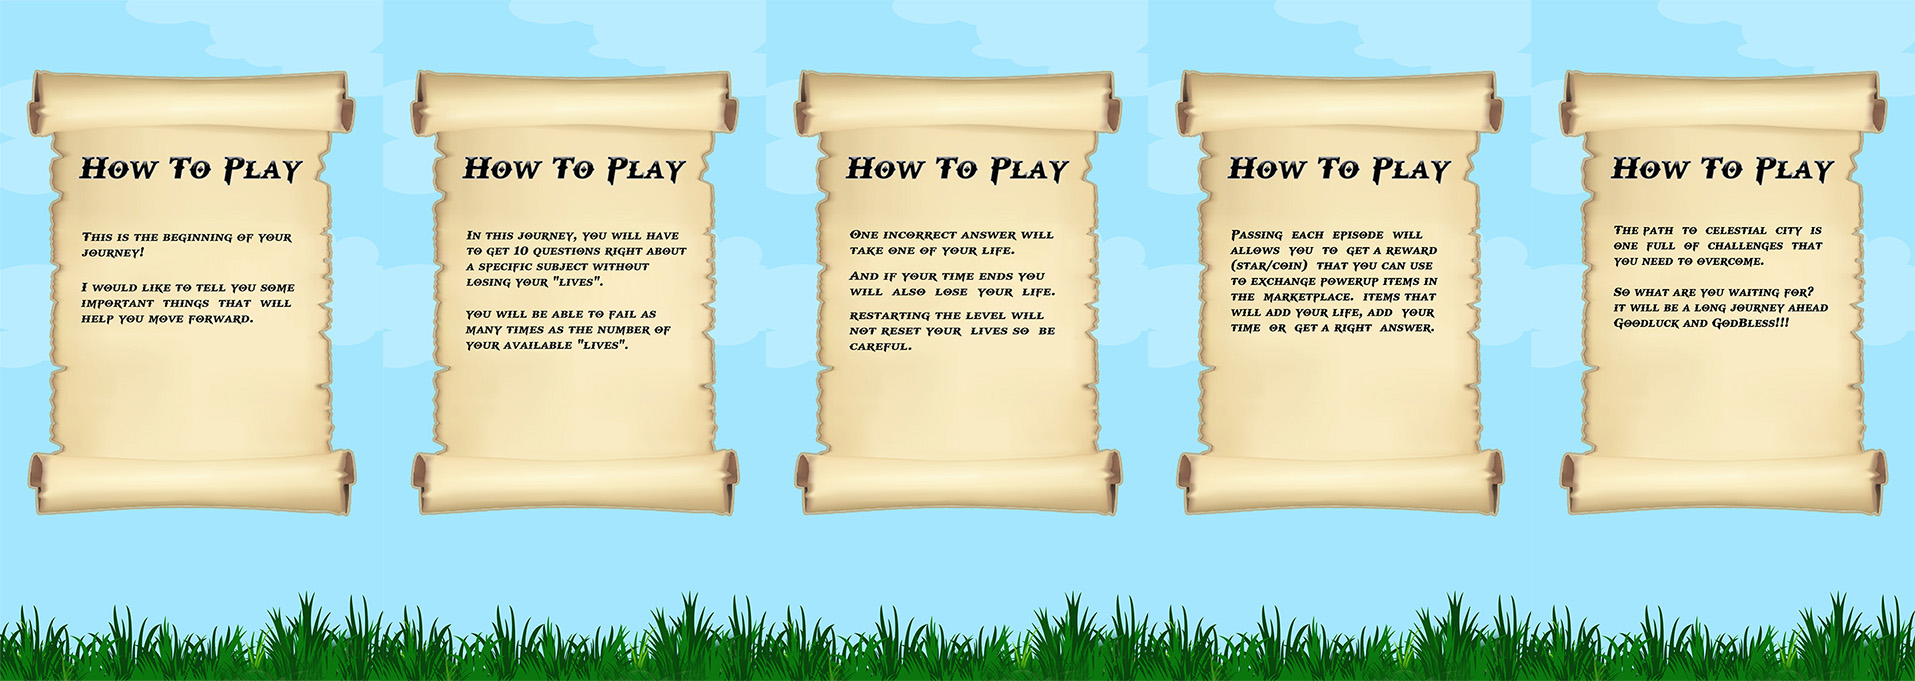 How To Play
This is the beginning of your
journey!
I would like to tell you some
important things that will
help you move forward.
How To Play
In this journey, you will have
to get 10 questions right about
a specific subject without
losing your "lives".
you will be able to fail as
many times as the number of
your available "lives".
How To Play
One incorrect answer will
take one of your life.
And if your time ends you
will also lose your life.
restarting the level will
not reset your lives so be
careful.
How To Play
Passing each episode will
allows you to get a reward
(star/coin) that you can use
to exchange powerup items in
the marketplace. items that
will add your life, add your
time or get a right answer.
How To Play
The path to celestial city is
one full of challenges that
you need to overcome.
So what are you waiting for?
it will be a long journey ahead
Goodluck and GodBless!!!